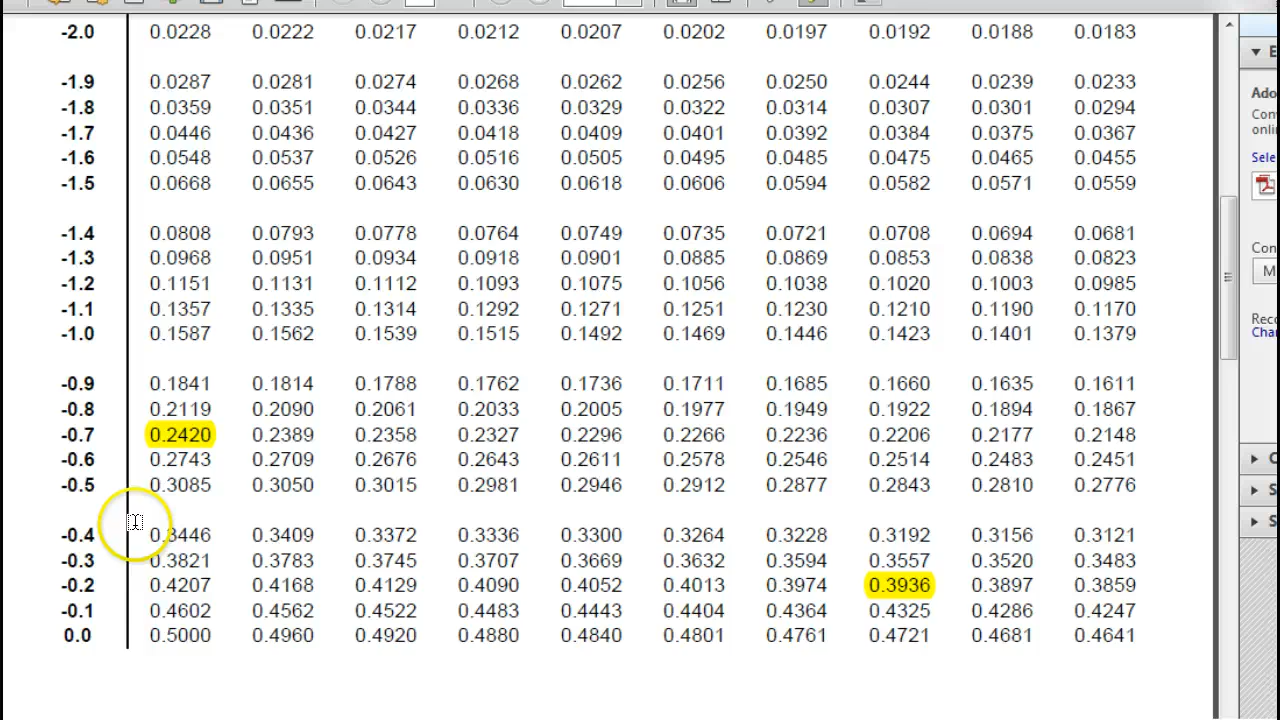 -2.0 0.0228 0.0222 0.0217 0.0212 0.0207 0.0202 0.0197 0.0192 0.0188 0.0183
-1.9 0.0287 0.0281 0.0274 0.0268 0.0262 0.0256 0.0250 0.0244 0.0239 0.0233
-1.8 0.0359 0.0351 0.0344 0.0336 0.0329 0.0322 0.0314 0.0307 0.0301 0.0294
-1.7 0.0446 0.0436 0.0427 0.0418 0.0409 0.0401 0.0392 0.0384 0.0375 0.0367
-1.6 0.0548 0.0537 0.0526 0.0516 0.0505 0.0495 0.0485 0.0475 0.0465 0.0455
-1.5 0.0668 0.0655 0.0643 0.0630 0.0618 0.0606 0.0594 0.0582 0.0571 0.0559
-1.4 0.0808 0.0793 0.0778 0.0764 0.0749 0.0735 0.0721 0.0708 0.0694 0.0681
-1.3 0.0968 0.0951 0.0934 0.0918 0.0901 0.0885 0.0869 0.0853 0.0838 0.0823
-1.2 0.1151 0.1131 0.1112 0.1093 0.1075 0.1056 0.1038 0.1020 0.1003 0.0985
-1.1 0.1357 0.1335 0.1314 0.1292 0.1271 0.1251 0.1230 0.1210 0.1190 0.1170
-1.0 0.1587 0.1562 0.1539 0.1515 0.1492 0.1469 0.1446 0.1423 0.1401 0.1379
-0.9 0.1841 0.1814 0.1788 0.1762 0.1736 0.1711 0.1685 0.1660 0.1635 0.1611
-0.8 0.2119 0.2090 0.2061 0.2033 0.2005 0.1977 0.1949 0.1922 0.1894 0.1867
-0.7 0.2420 0.2389 0.2358 0.2327 0.2296 0.2266 0.2236 0.2206 0.2177 0.2148
-0.6 0.2743 0.2709 0.2676 0.2643 0.2611 0.2578 0.2546 0.2514 0.2483 0.2451
-0.5 0.3085 0.3050 0.3015 0.2981 0.2946 0.2912 0.2877 0.2843 0.2810 0.2776
-0.4 0.3446 0.3409 0.3372 0.3336 0.3300 0.3264 0.3228 0.3192 0.3156 0.3121
-0.3 0.3821 0.3783 0.3745 0.3707 0.3669 0.3632 0.3594 0.3557 0.3520 0.3483
-0.2 0.4207 0.4168 0.4129 0.4090 0.4052 0.4013 0.3974 0.3936 0.3897 0.3859
-0.1 0.4602 0.4562 0.4522 0.4483 0.4443 0.4404 0.4364 0.4325 0.4286 0.4247
0.0 0.5000 0.4960 0.4920 0.4880 0.4840 0.4801 0.4761 0.4721 0.4681 0.4641
Ado
Con
onlin
Sele
Con
M
Reco
Chan